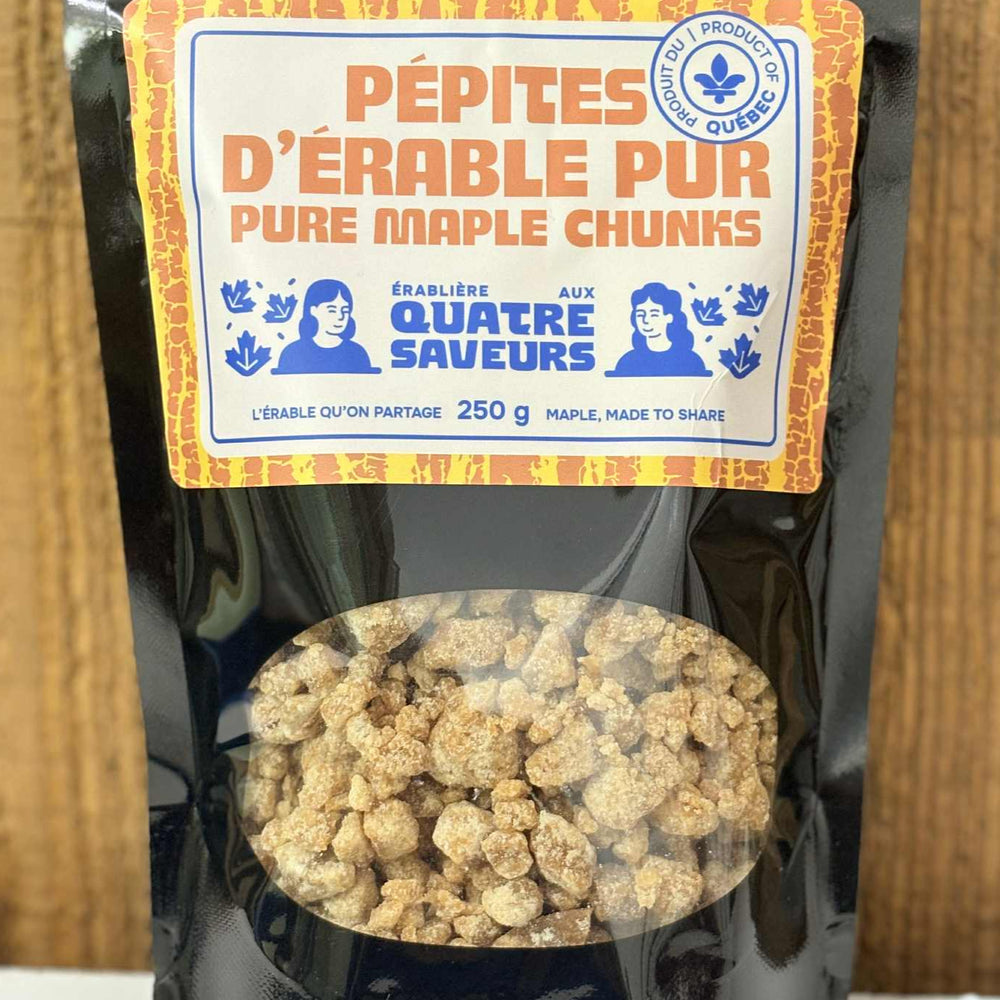 PÉPITES
D'ÉRABLE PUR
PURE MAPLE CHUNKS
PRODUIT DU | PRODUCT OF
QUÉBEC
ÉRABLIÈRE AUX
QUATRE
SAVEURS
L'ÉRABLE QU'ON PARTAGE 250 g MAPLE, MADE TO SHARE